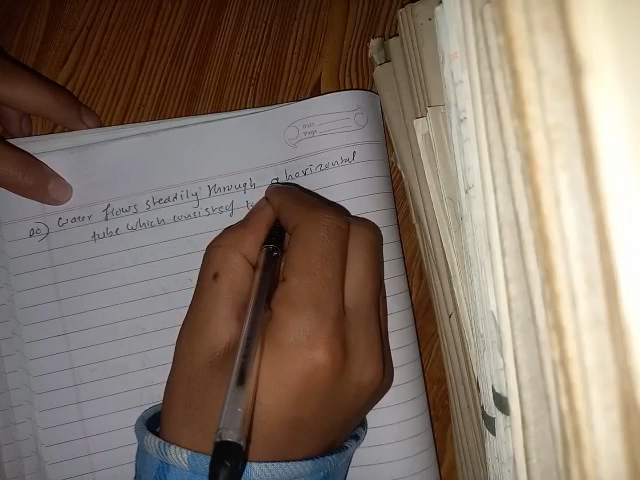 Date
Page
20) Water flows steadily through a horizontal
tube which consisted